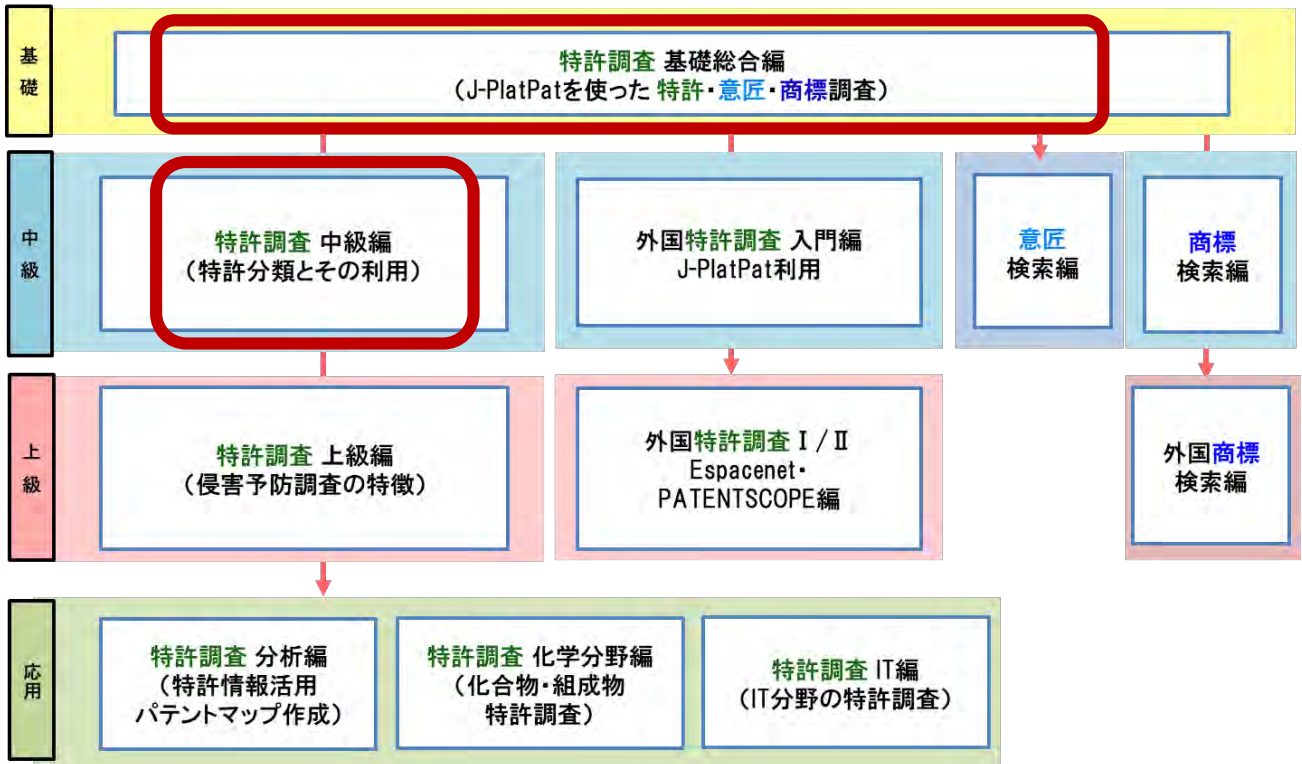 基礎
特許調査 基礎総合編
（J-PlatPatを使った 特許・意匠・商標調査）
中級
特許調査 中級編
（特許分類とその利用）
外国特許調査 入門編
J-PlatPat利用
意匠
検索編
商標
検索編
上級
特許調査 上級編
（侵害予防調査の特徴）
外国特許調査 Ⅰ／Ⅱ
Espacenet・
PATENTSCOPE編
外国商標
検索編
応用
特許調査 分析編
（特許情報活用
パテントマップ作成）
特許調査 化学分野編
（化合物・組成物
特許調査）
特許調査 IT編
（IT分野の特許調査）